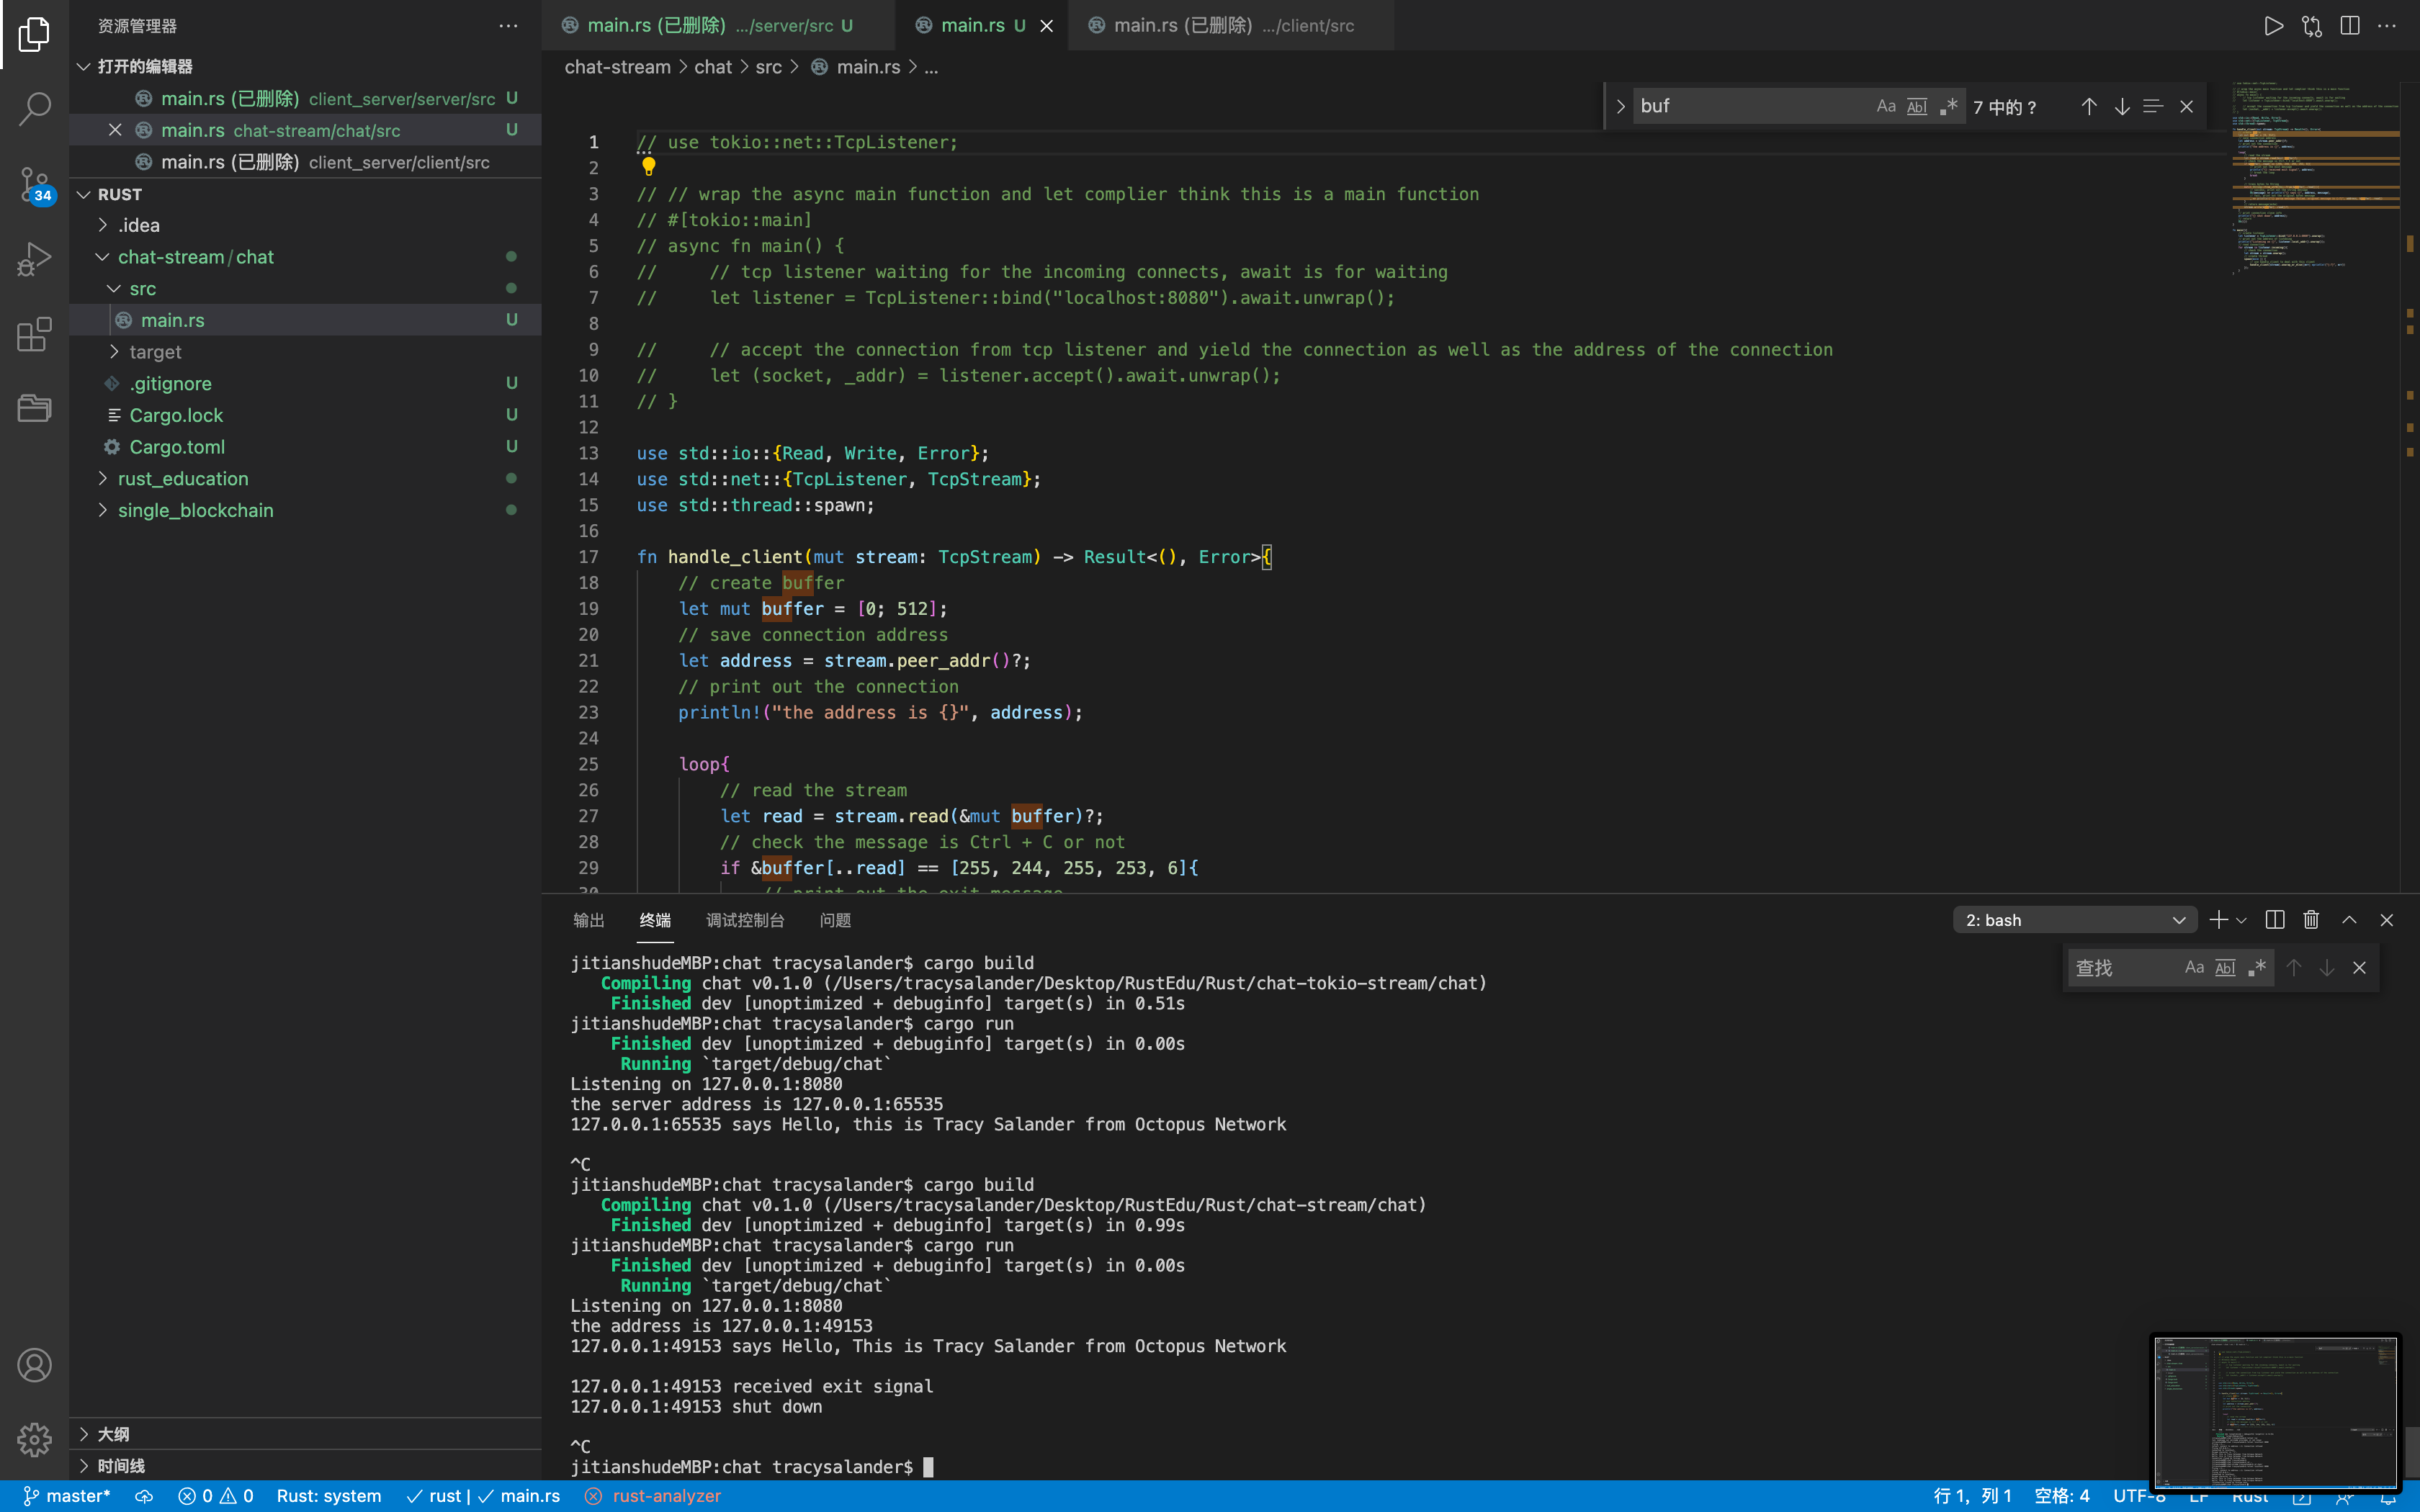 资源管理器
打开的编辑器
main.rs (已删除) client_server/server/src U
main.rs chat-stream/chat/src U
main.rs (已删除) client_server/client/src
34
RUST
.idea
chat-stream/chat
src
main.rs U
target
.gitignore U
Cargo.lock U
Cargo.toml U
rust_education
single_blockchain
大纲
时间线
main.rs (已删除) .../server/src U
main.rs U
main.rs (已删除) .../client/src
chat-stream > chat > src > main.rs > ...
buf Aa Abl .* 7 中的 ?
1 // use tokio::net::TcpListener;
2
3 // // wrap the async main function and let complier think this is a main function
4 // #[tokio::main]
5 // async fn main() {
6 //     // tcp listener waiting for the incoming connects, await is for waiting
7 //     let listener = TcpListener::bind("localhost:8080").await.unwrap();
8
9 //     // accept the connection from tcp listener and yield the connection as well as the address of the connection
10 //     let (socket, _addr) = listener.accept().await.unwrap();
11 // }
12
13 use std::io::{Read, Write, Error};
14 use std::net::{TcpListener, TcpStream};
15 use std::thread::spawn;
16
17 fn handle_client(mut stream: TcpStream) -> Result<(), Error>{
18     // create buffer
19     let mut buffer = [0; 512];
20     // save connection address
21     let address = stream.peer_addr()?;
22     // print out the connection
23     println!("the address is {}", address);
24
25     loop{
26         // read the stream
27         let read = stream.read(&mut buffer)?;
28         // check the message is Ctrl + C or not
29         if &buffer[..read] == [255, 244, 255, 253, 6]{
30             // print out the exit message
输出 终端 调试控制台 问题
2: bash
查找 Aa Abl .*
jitianshudeMBP:chat tracysalander$ cargo build
Compiling chat v0.1.0 (/Users/tracysalander/Desktop/RustEdu/Rust/chat-tokio-stream/chat)
Finished dev [unoptimized + debuginfo] target(s) in 0.51s
jitianshudeMBP:chat tracysalander$ cargo run
Finished dev [unoptimized + debuginfo] target(s) in 0.00s
Running `target/debug/chat`
Listening on 127.0.0.1:8080
the server address is 127.0.0.1:65535
127.0.0.1:65535 says Hello, this is Tracy Salander from Octopus Network
^C
jitianshudeMBP:chat tracysalander$ cargo build
Compiling chat v0.1.0 (/Users/tracysalander/Desktop/RustEdu/Rust/chat-stream/chat)
Finished dev [unoptimized + debuginfo] target(s) in 0.99s
jitianshudeMBP:chat tracysalander$ cargo run
Finished dev [unoptimized + debuginfo] target(s) in 0.00s
Running `target/debug/chat`
Listening on 127.0.0.1:8080
the address is 127.0.0.1:49153
127.0.0.1:49153 says Hello, This is Tracy Salander from Octopus Network
127.0.0.1:49153 received exit signal
127.0.0.1:49153 shut down
^C
jitianshudeMBP:chat tracysalander$
master* 0 0 Rust: system rust | main.rs rust-analyzer 行 1，列 1 空格: 4 UTF-8 LF Rust